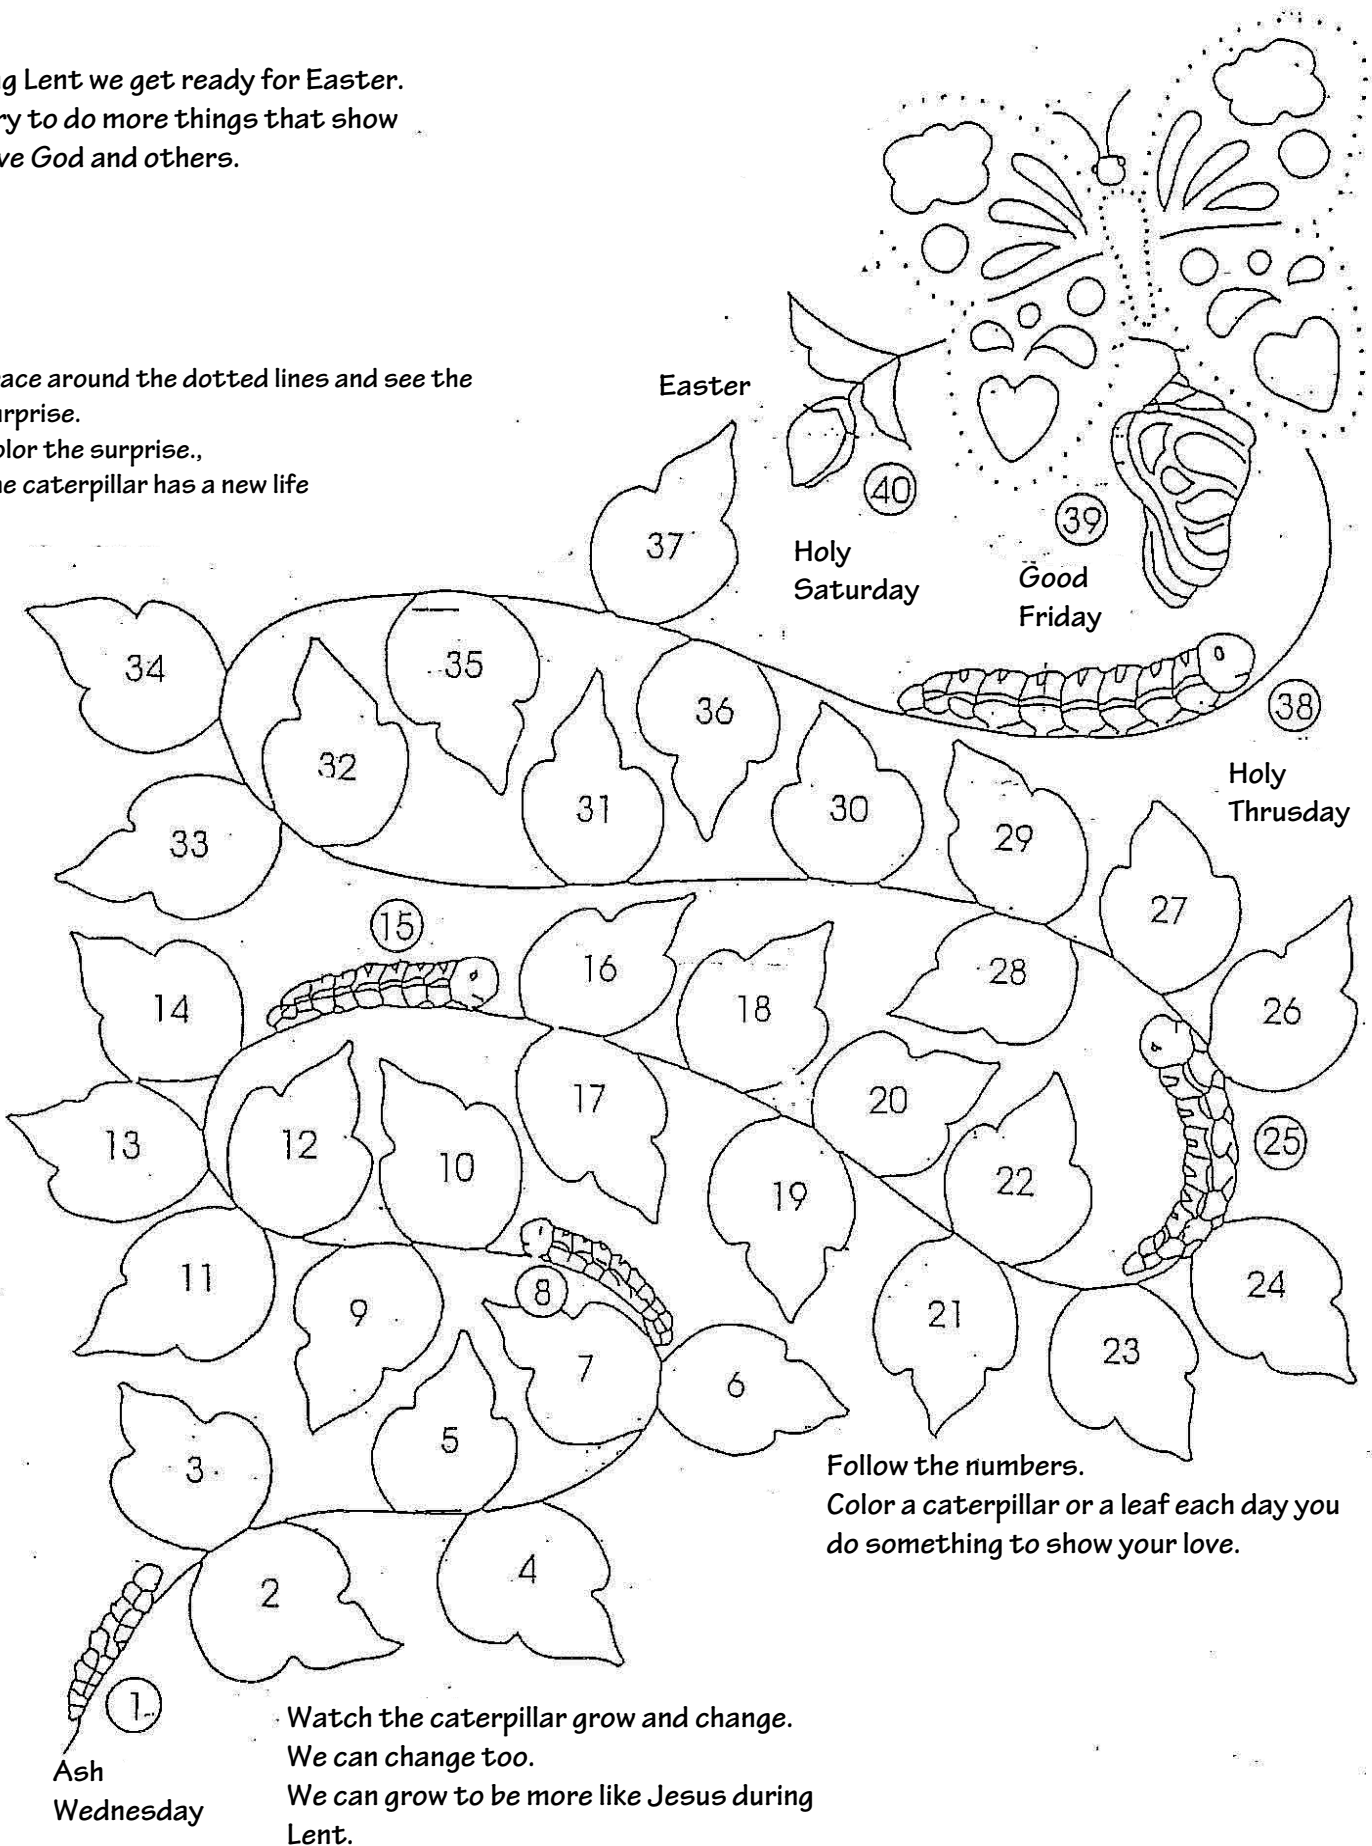 g Lent we get ready for Easter.
ry to do more things that show
ve God and others.
ace around the dotted lines and see the
urprise.
olor the surprise.,
he caterpillar has a new life
Easter
40
39
37
Holy
Saturday
Good
Friday
34
35
36
38
32
31
30
29
Holy
Thrusday
33
27
15
16
28
14
18
26
17
20
13
12
10
25
19
22
11
8
24
9
21
7
23
6
5
3
Follow the numbers.
Color a caterpillar or a leaf each day you
do something to show your love.
4
2
1
Ash
Wednesday
Watch the caterpillar grow and change.
We can change too.
We can grow to be more like Jesus during
Lent.